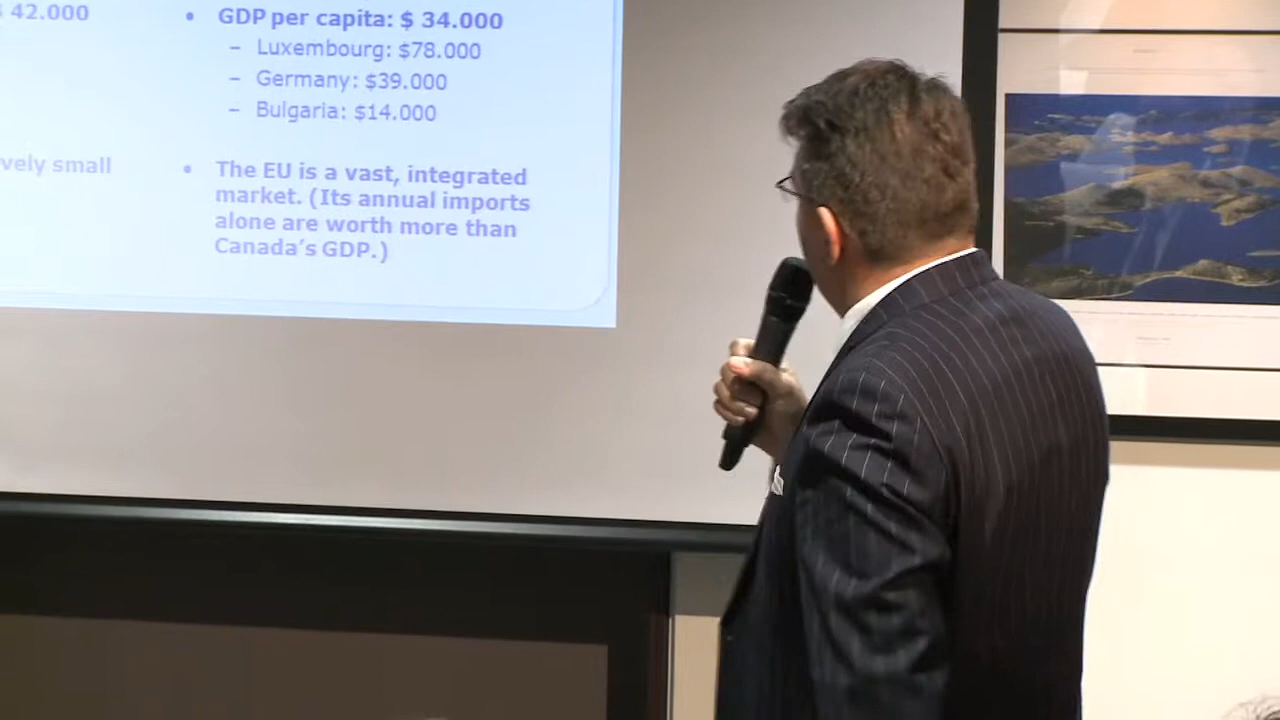 42.000
• GDP per capita: $ 34.000
– Luxembourg: $78.000
– Germany: $39.000
– Bulgaria: $14.000
vely small
• The EU is a vast, integrated
market. (Its annual imports
alone are worth more than
Canada's GDP.)